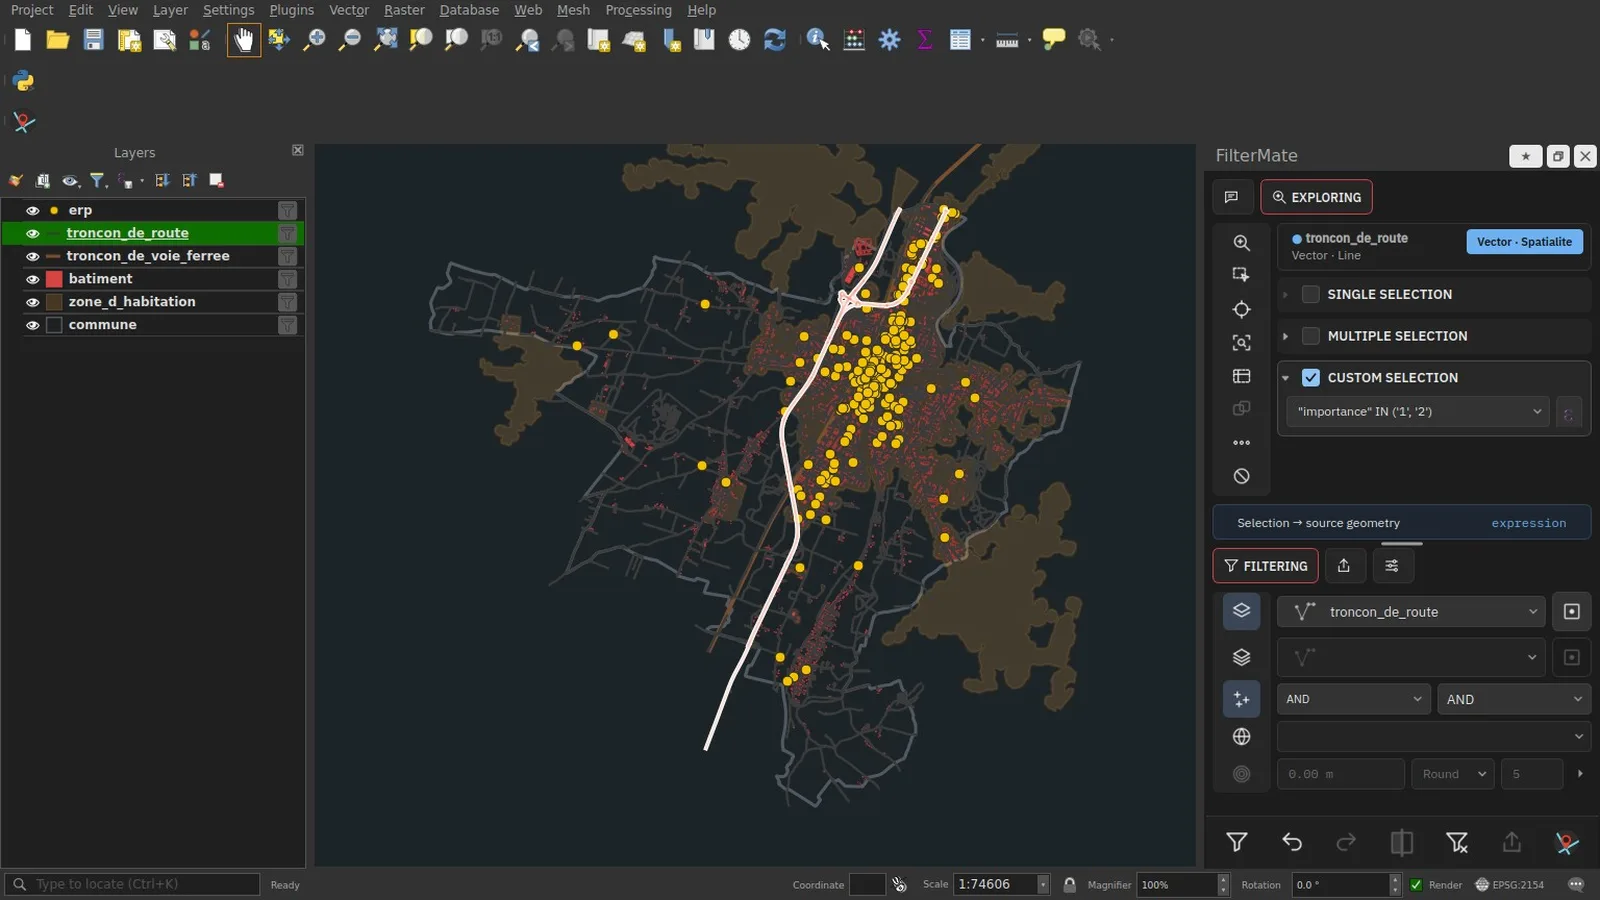 Project Edit View Layer Settings Plugins Vector Raster Database Web Mesh Processing Help
Layers
erp
troncon_de_route
troncon_de_voie_ferree
batiment
zone_d_habitation
commune
FilterMate
EXPLORING
troncon_de_route
Vector · Line
Vector · Spatialite
SINGLE SELECTION
MULTIPLE SELECTION
CUSTOM SELECTION
"importance" IN ('1', '2')
Selection → source geometry expression
FILTERING
troncon_de_route
AND AND
0.00 m Round 5
Type to locate (Ctrl+K) Ready Coordinate Scale 1:74606 Magnifier 100% Rotation 0.0 ° Render EPSG:2154